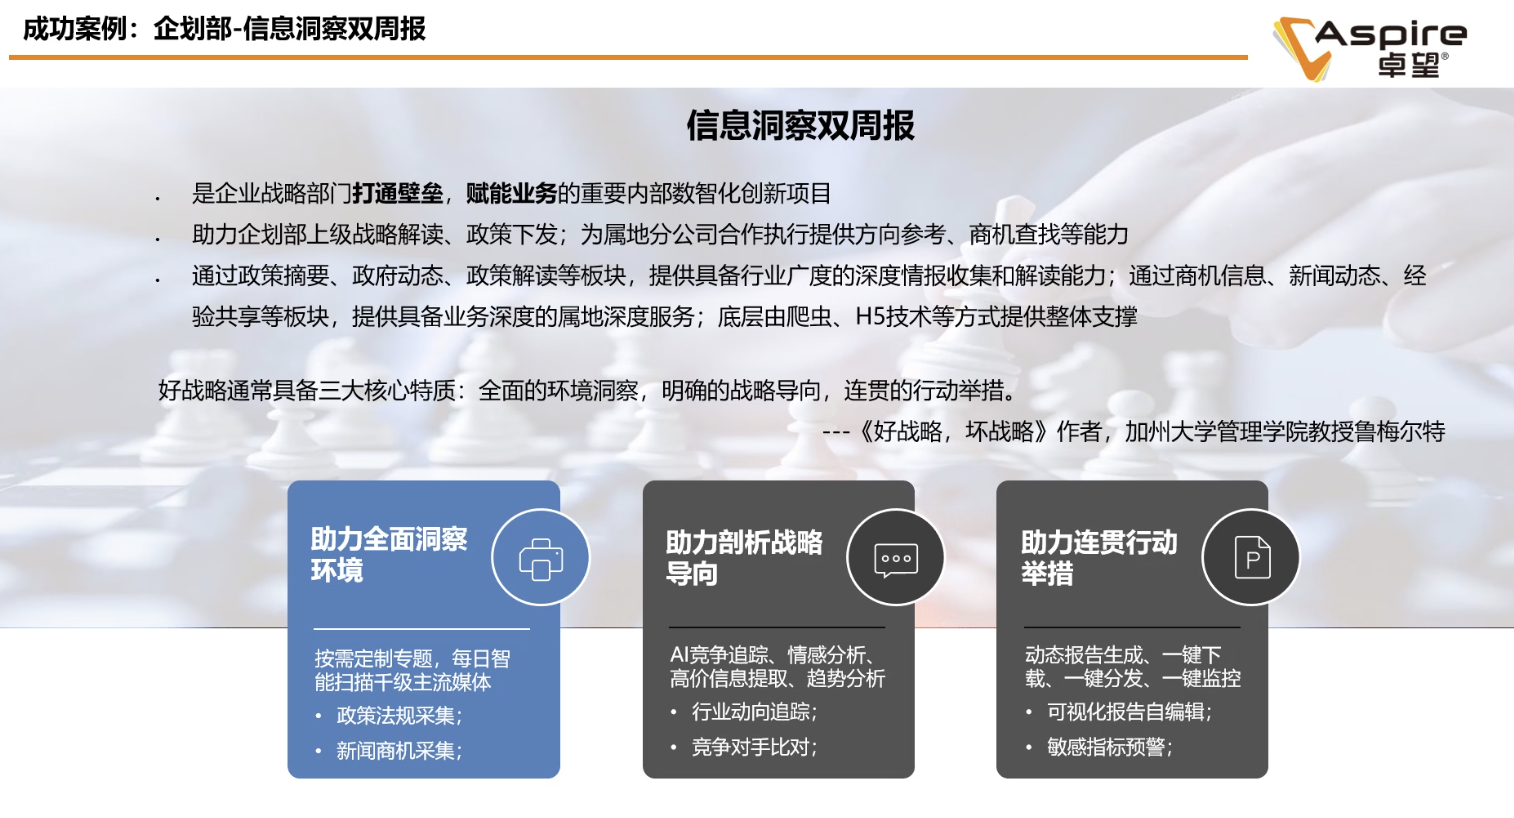 成功案例：企划部-信息洞察双周报
Aspire
卓望®
信息洞察双周报
. 是企业战略部门打通壁垒，赋能业务的重要内部数智化创新项目
. 助力企划部上级战略解读、政策下发；为属地分公司合作执行提供方向参考、商机查找等能力
. 通过政策摘要、政府动态、政策解读等板块，提供具备行业广度的深度情报收集和解读能力；通过商机信息、新闻动态、经
验共享等板块，提供具备业务深度的属地深度服务；底层由爬虫、H5技术等方式提供整体支撑
好战略通常具备三大核心特质：全面的环境洞察，明确的战略导向，连贯的行动举措。
---《好战略，坏战略》作者，加州大学管理学院教授鲁梅尔特
助力全面洞察
环境
按需定制专题，每日智
能扫描千级主流媒体
• 政策法规采集；
• 新闻商机采集；
助力剖析战略
导向
AI竞争追踪、情感分析、
高价信息提取、趋势分析
• 行业动向追踪；
• 竞争对手比对；
助力连贯行动
举措
P
动态报告生成、一键下
载、一键分发、一键监控
• 可视化报告自编辑；
• 敏感指标预警；